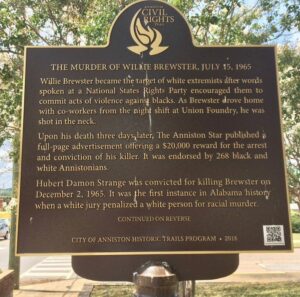 ANNISTON
CIVIL
RIGHTS
TRAIL
THE MURDER OF WILLIE BREWSTER, JULY 15, 1965
Willie Brewster became the target of white extremists after words
spoken at a National States Rights Party encouraged them to
commit acts of violence against blacks. As Brewster drove home
with co-workers from the night shift at Union Foundry, he was
shot in the neck.
Upon his death three days later, The Anniston Star published a
full-page advertisement offering a $20,000 reward for the arrest
and conviction of his killer. It was endorsed by 268 black and
white Annistonians.
Hubert Damon Strange was convicted for killing Brewster on
December 2, 1965. It was the first instance in Alabama history
when a white jury penalized a white person for racial murder.
CONTINUED ON REVERSE
CITY OF ANNISTON HISTORIC TRAILS PROGRAM • 2016